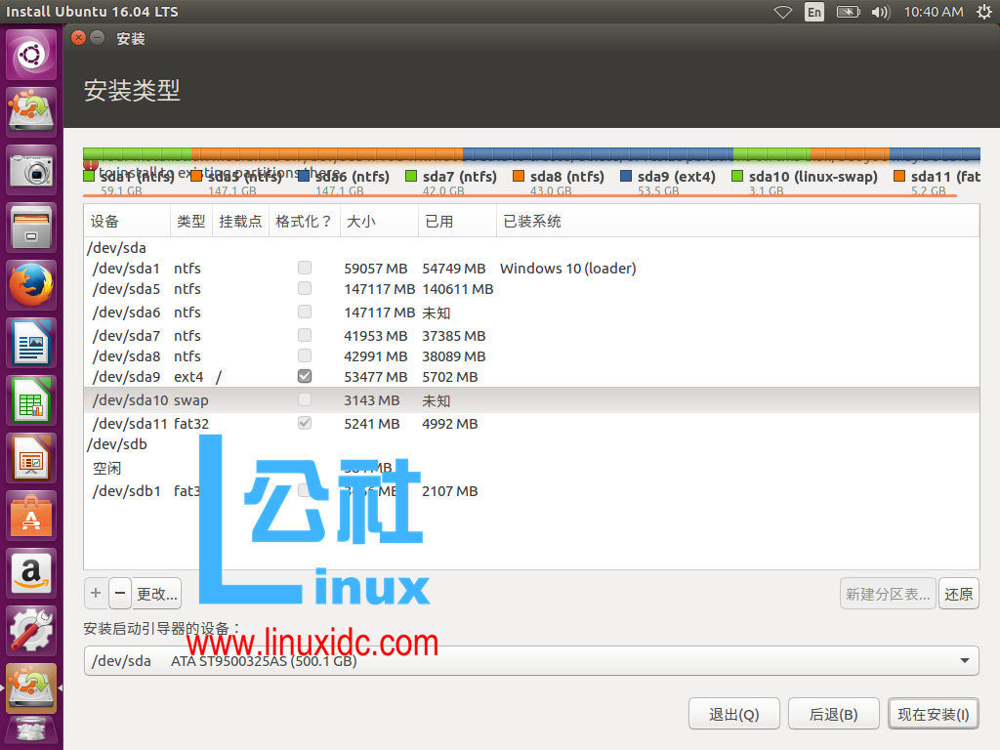 Install Ubuntu 16.04 LTS
En
10:40 AM
安装
安装类型
to install to existing partitions there.
sda1 (ntfs) sda5 (ntfs) sda6 (ntfs) sda7 (ntfs) sda8 (ntfs) sda9 (ext4) sda10 (linux-swap) sda11 (fat
59.1 GB 147.1 GB 147.1 GB 42.0 GB 43.0 GB 53.5 GB 3.1 GB 5.2 GB
设备 类型 挂载点 格式化？ 大小 已用 已装系统
/dev/sda
/dev/sda1 ntfs 59057 MB 54749 MB Windows 10 (loader)
/dev/sda5 ntfs 147117 MB 140611 MB
/dev/sda6 ntfs 147117 MB 未知
/dev/sda7 ntfs 41953 MB 37385 MB
/dev/sda8 ntfs 42991 MB 38089 MB
/dev/sda9 ext4 / 53477 MB 5702 MB
/dev/sda10 swap 3143 MB 未知
/dev/sda11 fat32 5241 MB 4992 MB
/dev/sdb
空闲 MB
/dev/sdb1 MB 2107 MB
公社
Linux
+ − 更改... 新建分区表... 还原
安装启动引导器的设备：
www.linuxidc.com
/dev/sda ATA ST9500325AS (500.1 GB)
退出(Q) 后退(B) 现在安装(I)